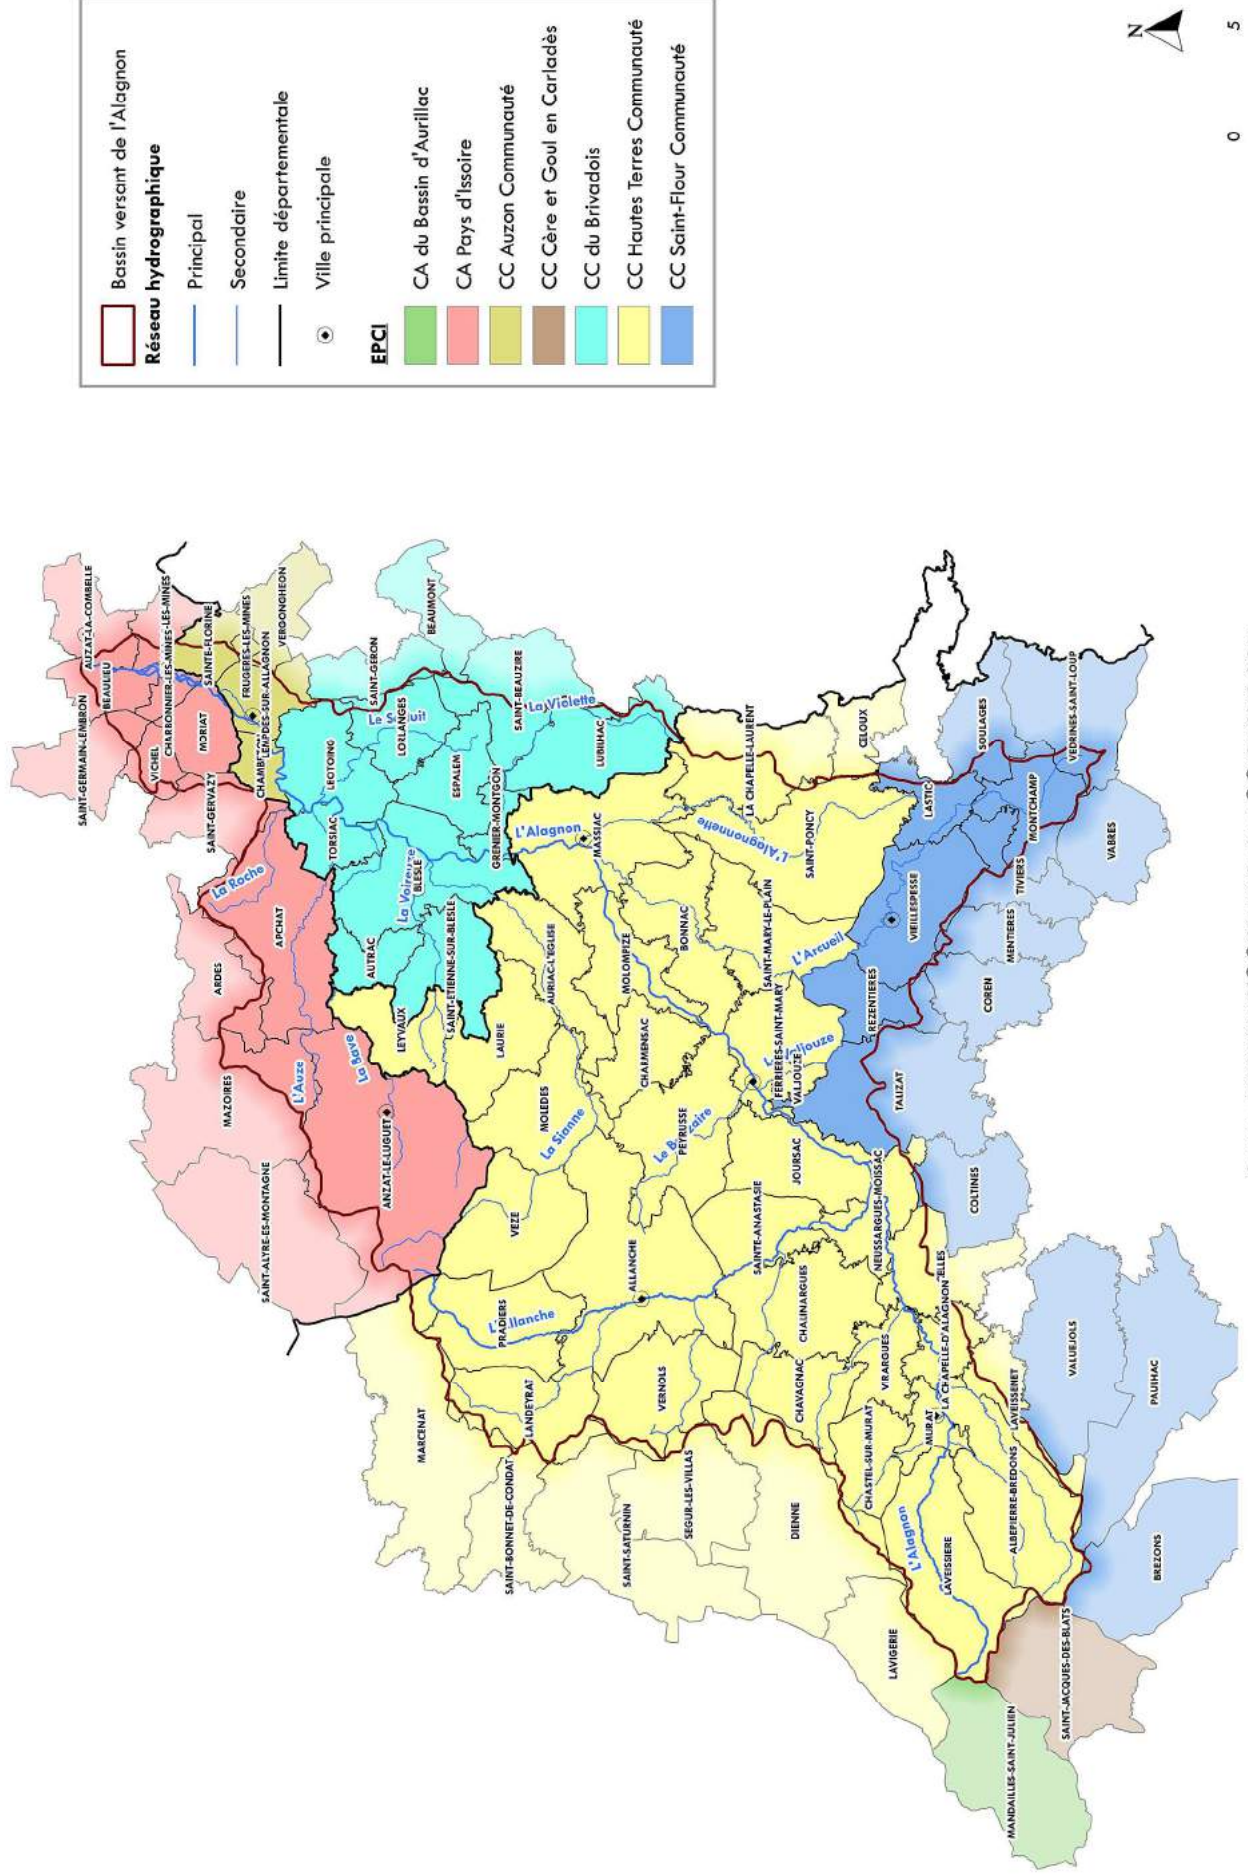 Bassin versant de l'Alagnon
Réseau hydrographique
Principal
Secondaire
Limite départementale
Ville principale
EPCI
CA du Bassin d'Aurillac
CA Pays d'Issoire
CC Auzon Communauté
CC Cère et Goul en Carladès
CC du Brivadois
CC Hautes Terres Communauté
CC Saint-Flour Communauté
N
0
5
SAINT-GERMAIN-LEMBRON
AUZAT-LA-COMBELLE
BEAULIEU
VICHEL
CHARBONNIER-LES-MINES
-LES-MINES
MORIAT
SAINTE-FLORINE
SAINT-GERVAZY
FRUGERES-LES-MINES
LEMPDES-SUR-ALLAGNON
VERGONGHEON
La Roche
ARDES
APCHAT
MAZOIRES
L'Auze
SAINT-ALYRE-ES-MONTAGNE
La Bave
ANZAT-LE-LUGUET
TORSIAC
LEOTOING
SAINT-GERON
Le Saduit
LORLANGES
BEAUMONT
AUTRAC
La Voireuze
BLESLE
ESPALEM
LEYVAUX
SAINT-ETIENNE-SUR-BLESLE
GRENIER-MONTGON
SAINT-BEAUZIRE
La Violette
LUBILHAC
LAURIE
AURIAC-L'EGLISE
L'Alagnon
MASSIAC
MOLEDES
La Sianne
VEZE
MOLOMPIZE
CHARMENSAC
BONNAC
L'Alagnonnette
LA CHAPELLE-LAURENT
SAINT-PONCY
CELOUX
PEYRUSSE
SAINT-MARY-LE-PLAIN
L'Arcueil
FERRIERES-SAINT-MARY
VALJOUZE
JOURSAC
REZENTIERES
VIEILLESPESSE
LASTIC
SOULAGES
MONTCHAMP
VEDRINES-SAINT-LOUP
TIVIERS
VABRES
MENTIERES
COREN
TALIZAT
COLTINES
MARCENAT
PRADIERS
L'Allanche
ALLANCHE
SAINTE-ANASTASIE
NEUSSARGUES-MOISSAC
LANDEYRAT
VERNOLS
CHALINARGUES
CHAVAGNAC
VIRARGUES
LA CHAPELLE-D'ALAGNON
ELLES
SAINT-BONNET-DE-CONDAT
SAINT-SATURNIN
SEGUR-LES-VILLAS
DIENNE
CHASTEL-SUR-MURAT
MURAT
L'Alagnon
LAVEISSIERE
ALBEPIERRE-BREDONS
LAVEISSENET
VALUEJOLS
PAULHAC
BREZONS
LAVIGERIE
SAINT-JACQUES-DES-BLATS
MANDAILLES-SAINT-JULIEN